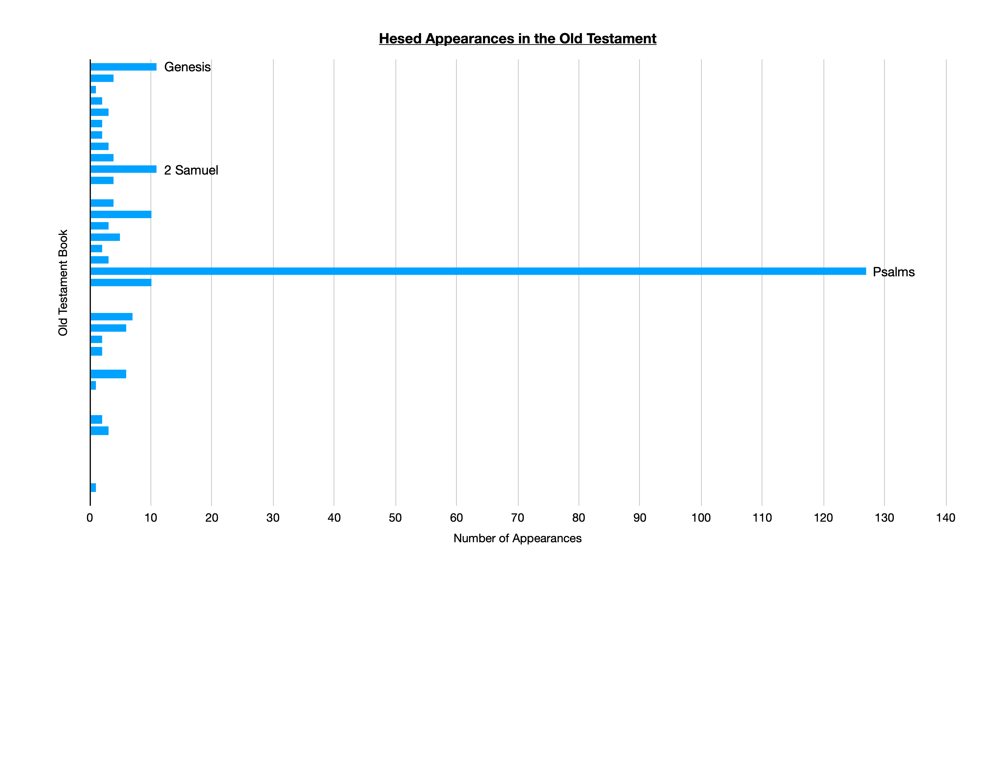 Hesed Appearances in the Old Testament
Genesis
2 Samuel
Old Testament Book
Psalms
0 10 20 30 40 50 60 70 80 90 100 110 120 130 140
Number of Appearances